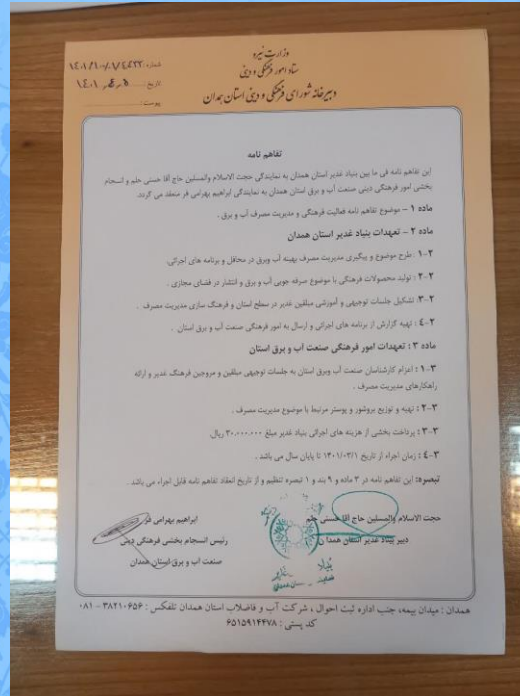 وزارت نیرو
ستاد امور فرهنگی و دینی
دبیرخانه شورای فرهنگی و دینی استان همدان
شماره:
تاریخ
پیوست:
تفاهم نامه
این تفاهم نامه فی ما بین بنیاد غدیر استان همدان به نمایندگی حجت الاسلام والمسلین حاج آقا حسنی حلم و انسجام
بخشی امور فرهنگی دینی صنعت آب و برق استان همدان به نمایندگی ابراهیم بهرامی فر منعقد می گردد.
ماده ۱ – موضوع تفاهم نامه فعالیت فرهنگی و مدیریت مصرف آب و برق .
ماده ۲ – تعهدات بنیاد غدیر استان همدان
۱-۲ : طرح موضوع و پیگیری مدیریت مصرف بهینه آب وبرق در محافل و برنامه های اجرائی.
۲-۲ : تولید محصولات فرهنگی با موضوع صرفه جویی آب و برق و انتشار در فضای مجازی .
۳-۲ : تشکیل جلسات توجیهی و آموزشی مبلغین غدیر در سطح استان و فرهنگ سازی مدیریت مصرف .
٤-۲ : تهیه گزارش از برنامه های اجرائی و ارسال به امور فرهنگی صنعت آب و برق استان .
ماده ۳ : تعهدات امور فرهنگی صنعت آب و برق استان
۱-۳ : اعزام کارشناسان صنعت آب وبرق استان به جلسات توجیهی مبلغین و مروجین فرهنگ غدیر و ارائه
راهکارهای مدیریت مصرف .
۲-۳ : تهیه و توزیع بروشور و پوستر مرتبط با موضوع مدیریت مصرف .
۳-۳ : پرداخت بخشی از هزینه های اجرائی بنیاد غدیر مبلغ ۳۰،۰۰۰،۰۰۰ ریال.
٤-۳ : زمان اجراء از تاریخ ۱۴۰۱/۰۳/۱ تا پایان سال می باشد .
تبصره: این تفاهم نامه در ۳ ماده و ۹ بند و ۱ تبصره تنظیم و از تاریخ انعقاد تفاهم نامه قابل اجراء می باشد.
حجت الاسلام والمسلین حاج آقا حسنی حلم
دبیر بنیاد غدیر استان همدان
ابراهیم بهرامی فر
رئیس انسجام بخشی فرهنگی دینی
صنعت آب و برق استان همدان
همدان : میدان بیمه، جنب اداره ثبت احوال ، شرکت آب و فاضلاب استان همدان تلفکس : ۳۸۲۱۰۶۵۶ – ۰۸۱
کد پستی : ۶۵۱۵۹۱۴۴۷۸